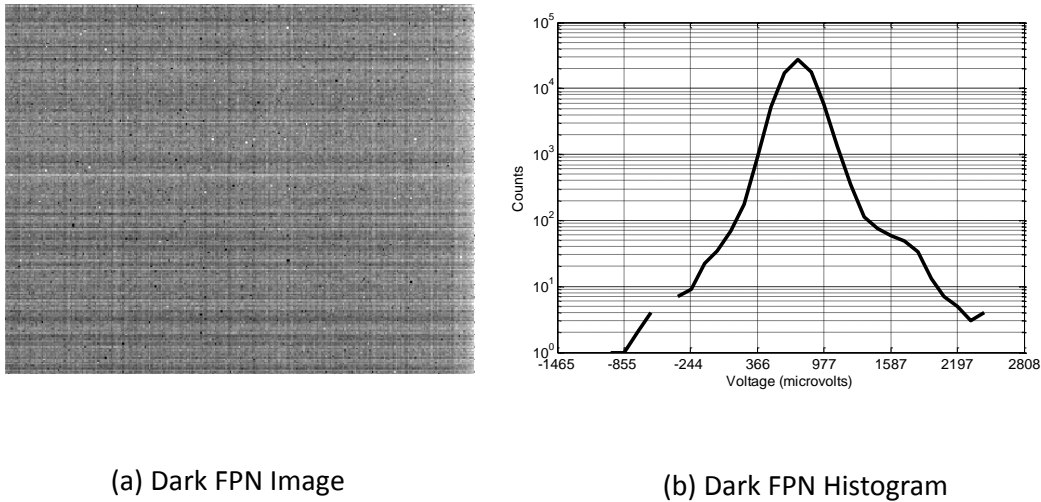 10^5
10^4
10^3
10^2
10^1
10^0
Counts
-1465 -855 -244 366 977 1587 2197 2808
Voltage (microvolts)
(a) Dark FPN Image
(b) Dark FPN Histogram